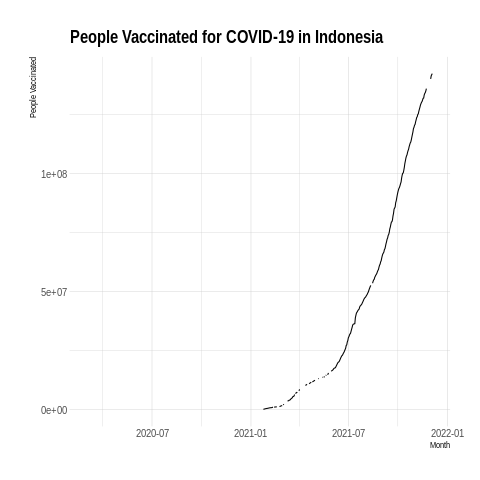 People Vaccinated for COVID-19 in Indonesia
People Vaccinated
1e+08
5e+07
0e+00
2020-07 2021-01 2021-07 2022-01
Month